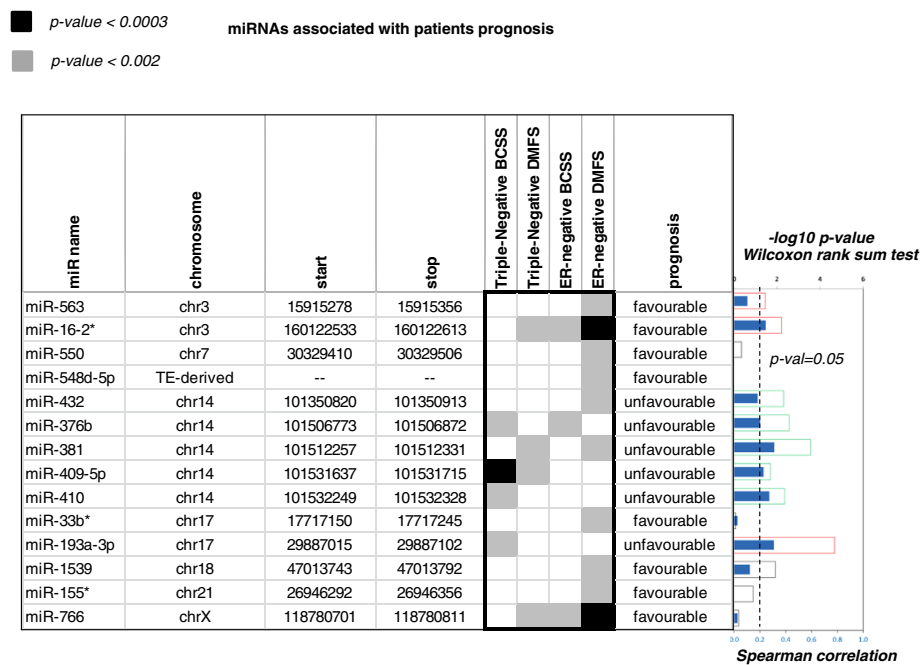 p-value < 0.0003
miRNAs associated with patients prognosis
p-value < 0.002
miR name chromosome start stop Triple-Negative BCSS Triple-Negative DMFS ER-negative BCSS ER-negative DMFS prognosis
-log10 p-value
Wilcoxon rank sum test
0 2 4 6
miR-563 chr3 15915278 15915356 favourable
miR-16-2* chr3 160122533 160122613 favourable
miR-550 chr7 30329410 30329506 favourable
p-val=0.05
miR-548d-5p TE-derived -- -- favourable
miR-432 chr14 101350820 101350913 unfavourable
miR-376b chr14 101506773 101506872 unfavourable
miR-381 chr14 101512257 101512331 unfavourable
miR-409-5p chr14 101531637 101531715 unfavourable
miR-410 chr14 101532249 101532328 unfavourable
miR-33b* chr17 17717150 17717245 favourable
miR-193a-3p chr17 29887015 29887102 unfavourable
miR-1539 chr18 47013743 47013792 favourable
miR-155* chr21 26946292 26946356 favourable
miR-766 chrX 118780701 118780811 favourable
0.0 0.2 0.4 0.6 0.8 1.0
Spearman correlation